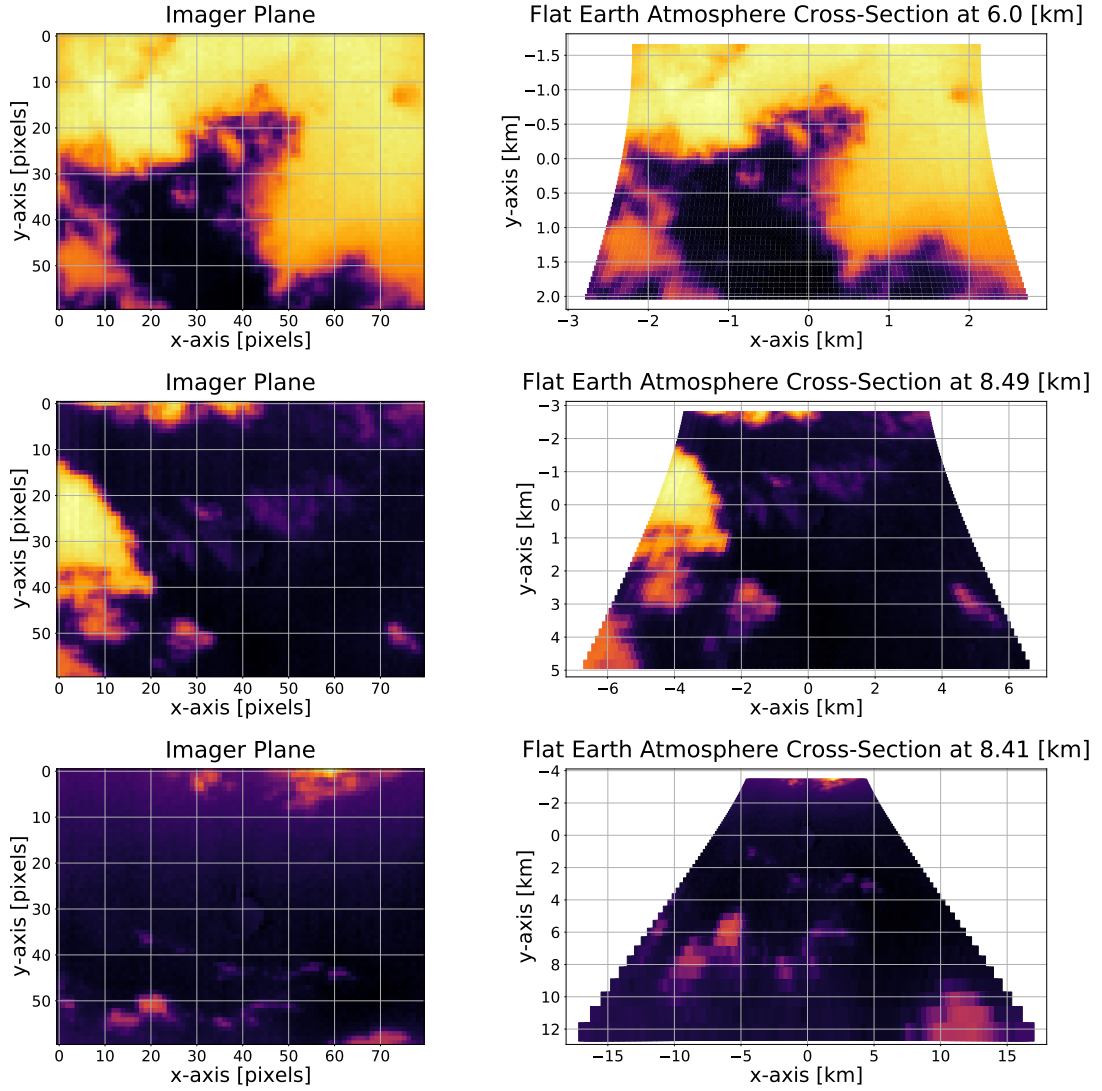 Imager Plane
0
10
20
30
40
50
y-axis [pixels]
0 10 20 30 40 50 60 70
x-axis [pixels]
Flat Earth Atmosphere Cross-Section at 6.0 [km]
−1.5
−1.0
−0.5
0.0
0.5
1.0
1.5
2.0
y-axis [km]
−3 −2 −1 0 1 2
x-axis [km]
Imager Plane
0
10
20
30
40
50
y-axis [pixels]
0 10 20 30 40 50 60 70
x-axis [pixels]
Flat Earth Atmosphere Cross-Section at 8.49 [km]
−3
−2
−1
0
1
2
3
4
5
y-axis [km]
−6 −4 −2 0 2 4 6
x-axis [km]
Imager Plane
0
10
20
30
40
50
y-axis [pixels]
0 10 20 30 40 50 60 70
x-axis [pixels]
Flat Earth Atmosphere Cross-Section at 8.41 [km]
−4
−2
0
2
4
6
8
10
12
y-axis [km]
−15 −10 −5 0 5 10 15
x-axis [km]